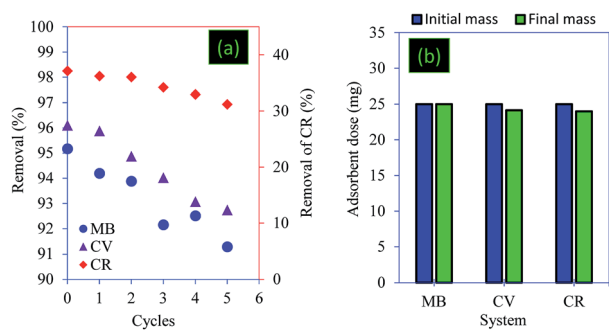 (a)
100
99
98
97
96
95
94
93
92
91
90
Removal (%)
40
30
20
10
0
Removal of CR (%)
MB
CV
CR
0 1 2 3 4 5 6
Cycles
Initial mass Final mass
(b)
35
30
25
20
15
10
5
0
Adsorbent dose (mg)
MB CV CR
System